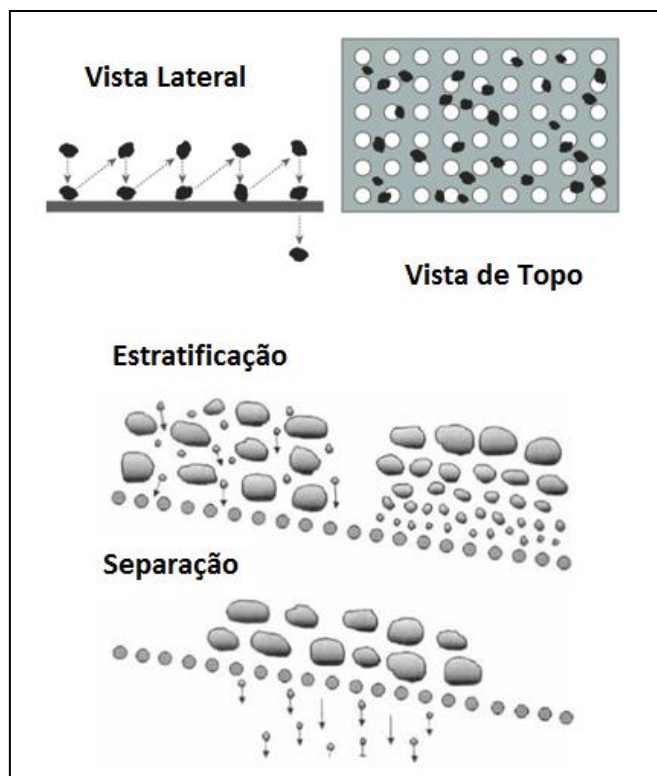 Vista Lateral
Vista de Topo
Estratificação
Separação